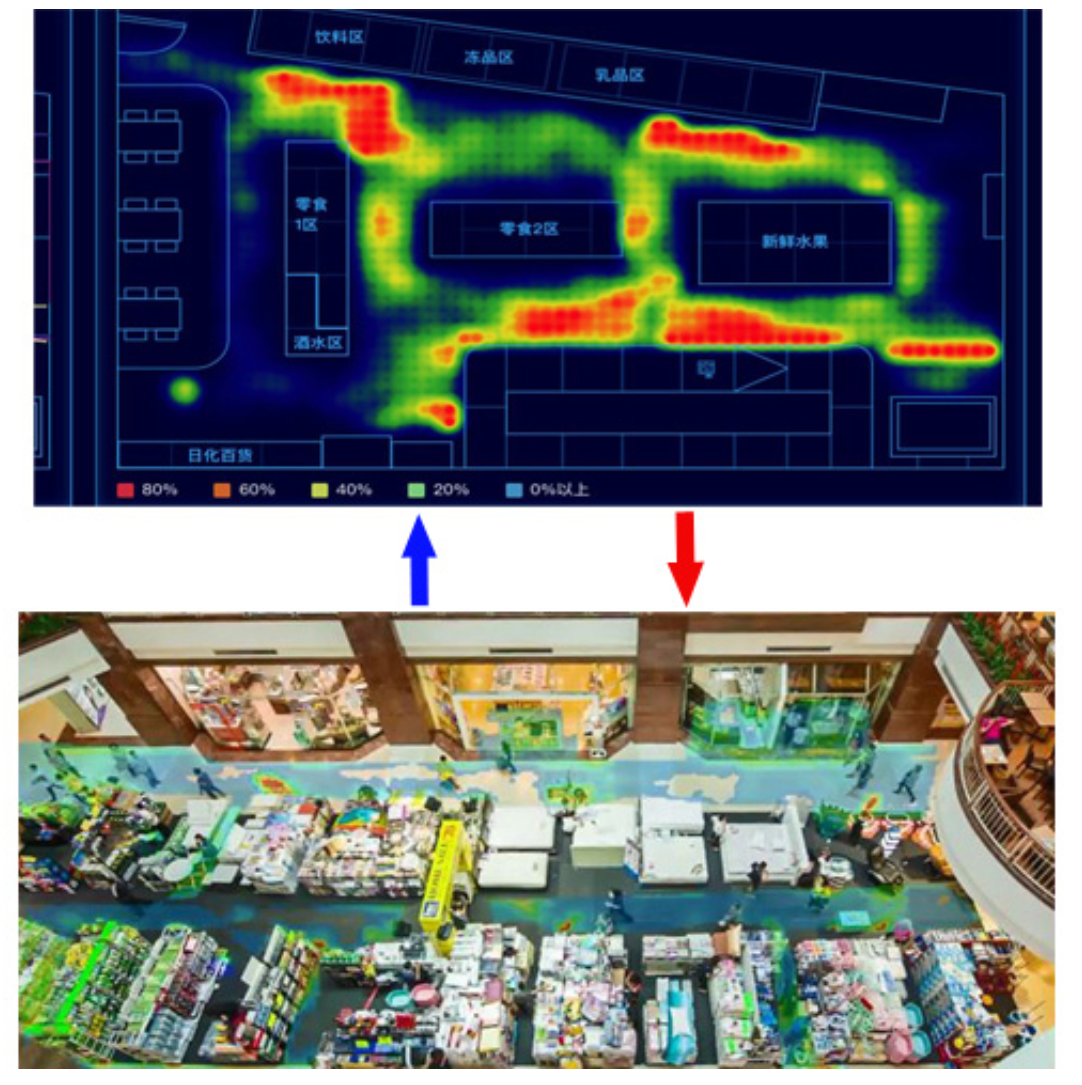 饮料区
冻品区
乳品区
零食
1区
零食2区
新鲜水果
酒水区
日化百货
80%
60%
40%
20%
0%以上